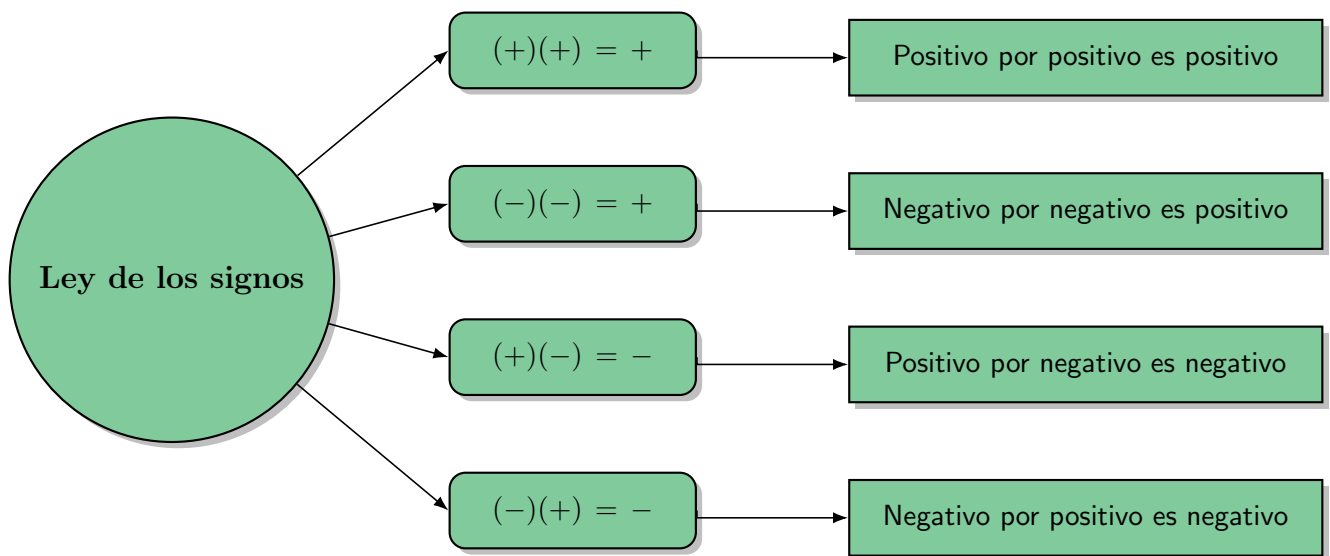 Ley de los signos
(+)(+) = +
Positivo por positivo es positivo
(−)(−) = +
Negativo por negativo es positivo
(+)(−) = −
Positivo por negativo es negativo
(−)(+) = −
Negativo por positivo es negativo